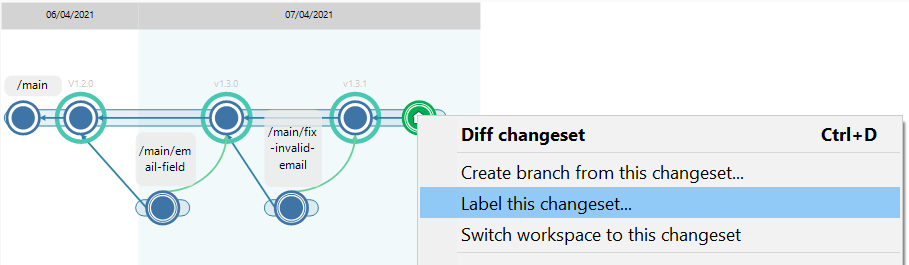 06/04/2021
07/04/2021
/main
V1.2.0
v1.3.0
v1.3.1
/main/em
ail-field
/main/fix
-invalid-
email
Diff changeset Ctrl+D
Create branch from this changeset...
Label this changeset...
Switch workspace to this changeset